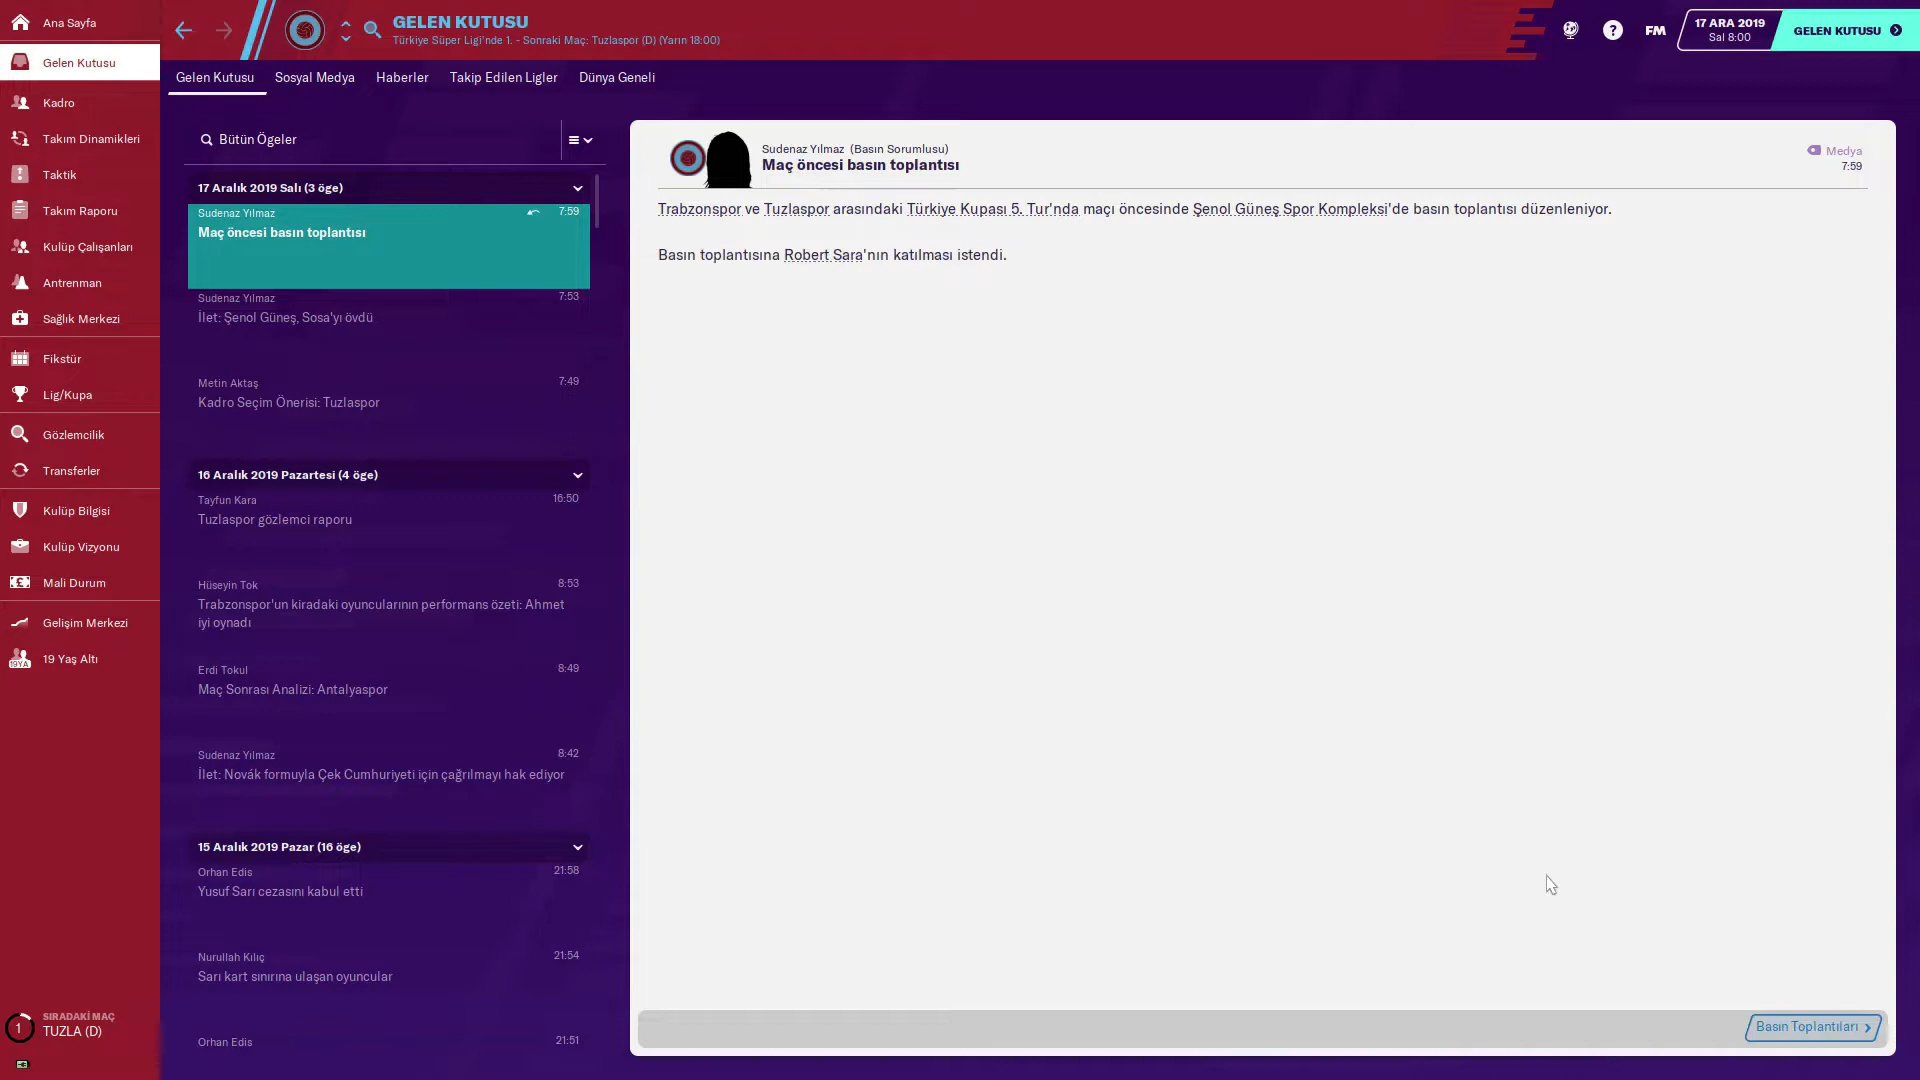 Ana Sayfa
Gelen Kutusu
Kadro
Takım Dinamikleri
Taktik
Takım Raporu
Kulüp Çalışanları
Antrenman
Sağlık Merkezi
Fikstür
Lig/Kupa
Gözlemcilik
Transferler
Kulüp Bilgisi
Kulüp Vizyonu
Mali Durum
Gelişim Merkezi
19YA
19 Yaş Altı
1
SIRADAKİ MAÇ
TUZLA (D)
GELEN KUTUSU
Türkiye Süper Ligi'nde 1. - Sonraki Maç: Tuzlaspor (D) (Yarın 18:00)
?
FM
17 ARA 2019
Sal 8:00
GELEN KUTUSU
Gelen Kutusu
Sosyal Medya
Haberler
Takip Edilen Ligler
Dünya Geneli
Bütün Ögeler
17 Aralık 2019 Salı (3 öge)
Sudenaz Yılmaz 7:59
Maç öncesi basın toplantısı
Sudenaz Yılmaz 7:53
İlet: Şenol Güneş, Sosa'yı övdü
Metin Aktaş 7:49
Kadro Seçim Önerisi: Tuzlaspor
16 Aralık 2019 Pazartesi (4 öge)
Tayfun Kara 16:50
Tuzlaspor gözlemci raporu
Hüseyin Tok 8:53
Trabzonspor'un kiradaki oyuncularının performans özeti: Ahmet
iyi oynadı
Erdi Tokul 8:49
Maç Sonrası Analizi: Antalyaspor
Sudenaz Yılmaz 8:42
İlet: Novák formuyla Çek Cumhuriyeti için çağrılmayı hak ediyor
15 Aralık 2019 Pazar (16 öge)
Orhan Edis 21:58
Yusuf Sarı cezasını kabul etti
Nurullah Kılıç 21:54
Sarı kart sınırına ulaşan oyuncular
Orhan Edis 21:51
Sudenaz Yılmaz (Basın Sorumlusu)
Maç öncesi basın toplantısı
Medya
7:59
Trabzonspor ve Tuzlaspor arasındaki Türkiye Kupası 5. Tur'nda maçı öncesinde Şenol Güneş Spor Kompleksi'de basın toplantısı düzenleniyor.
Basın toplantısına Robert Sara'nın katılması istendi.
Basın Toplantıları